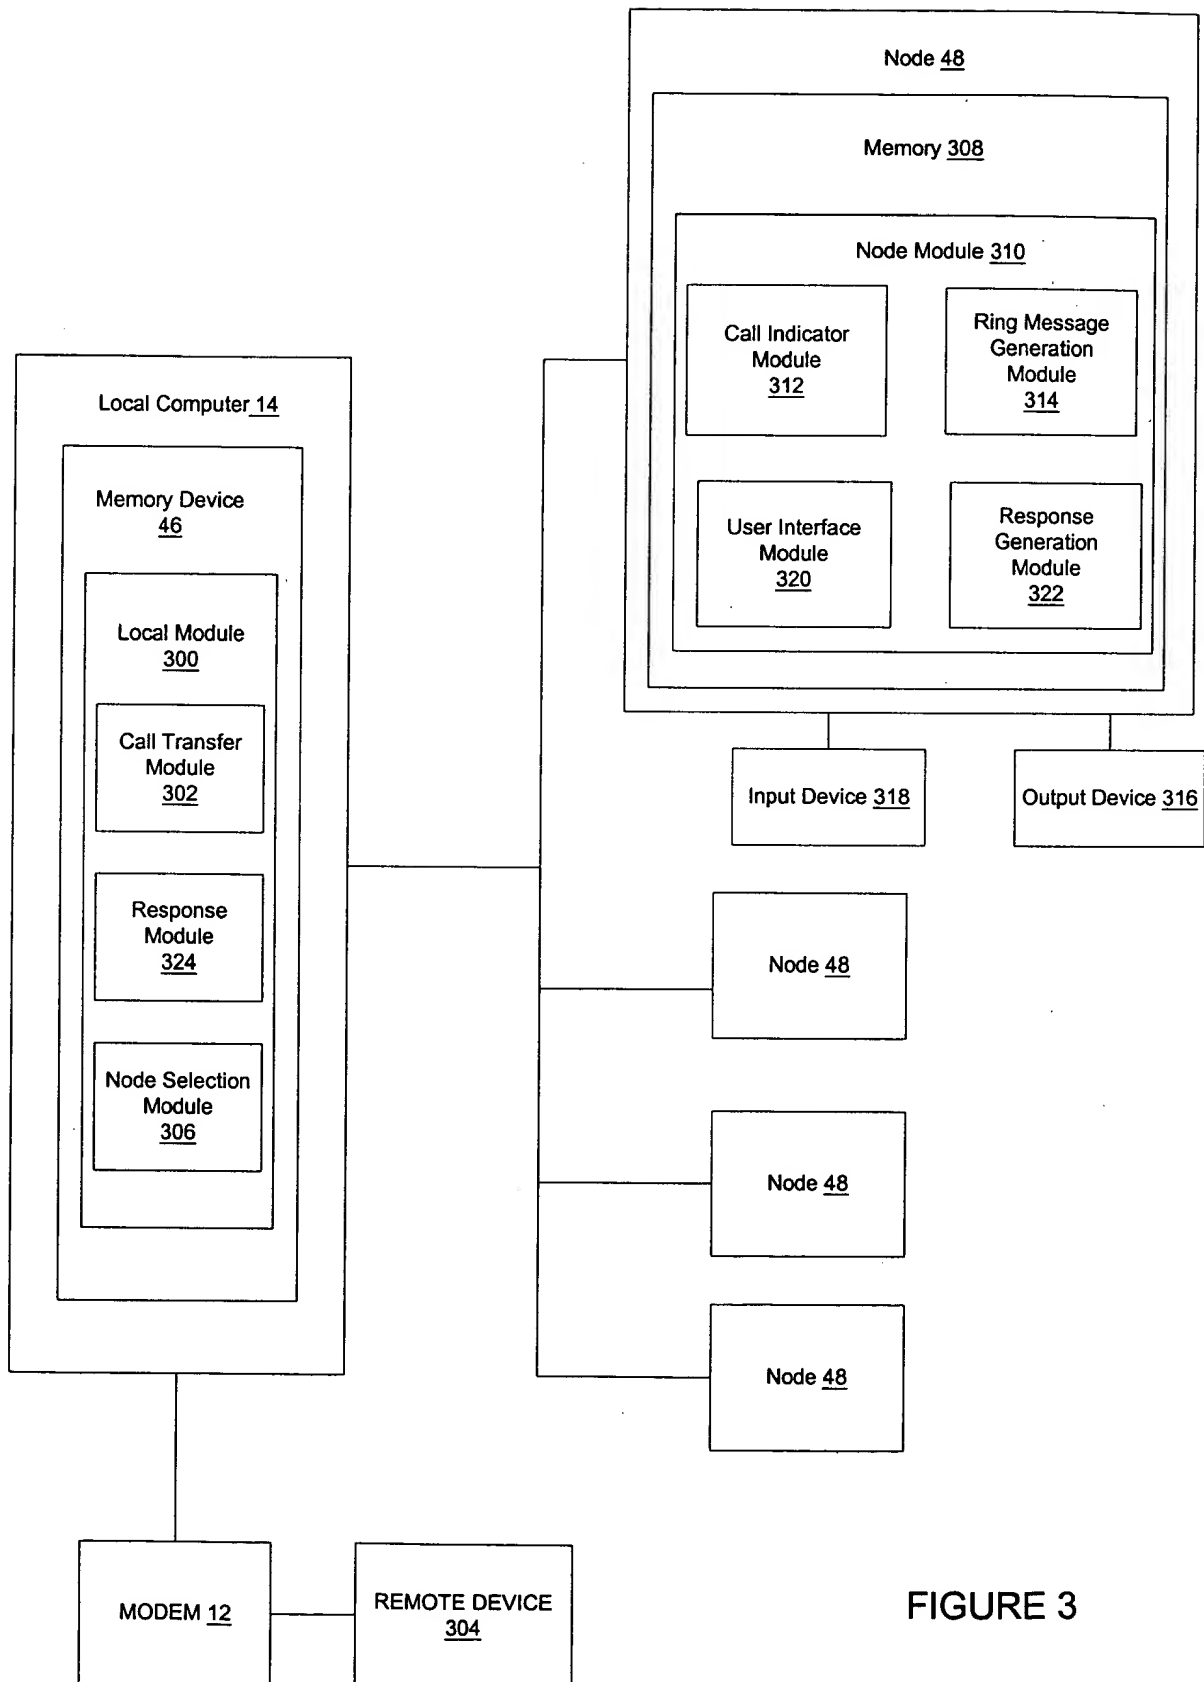 Node 48
Memory 308
Node Module 310
Call Indicator
Module
312
Ring Message
Generation
Module
314
User Interface
Module
320
Response
Generation
Module
322
Input Device 318
Output Device 316
Local Computer 14
Memory Device
46
Local Module
300
Call Transfer
Module
302
Response
Module
324
Node Selection
Module
306
Node 48
Node 48
Node 48
MODEM 12
REMOTE DEVICE
304
FIGURE 3